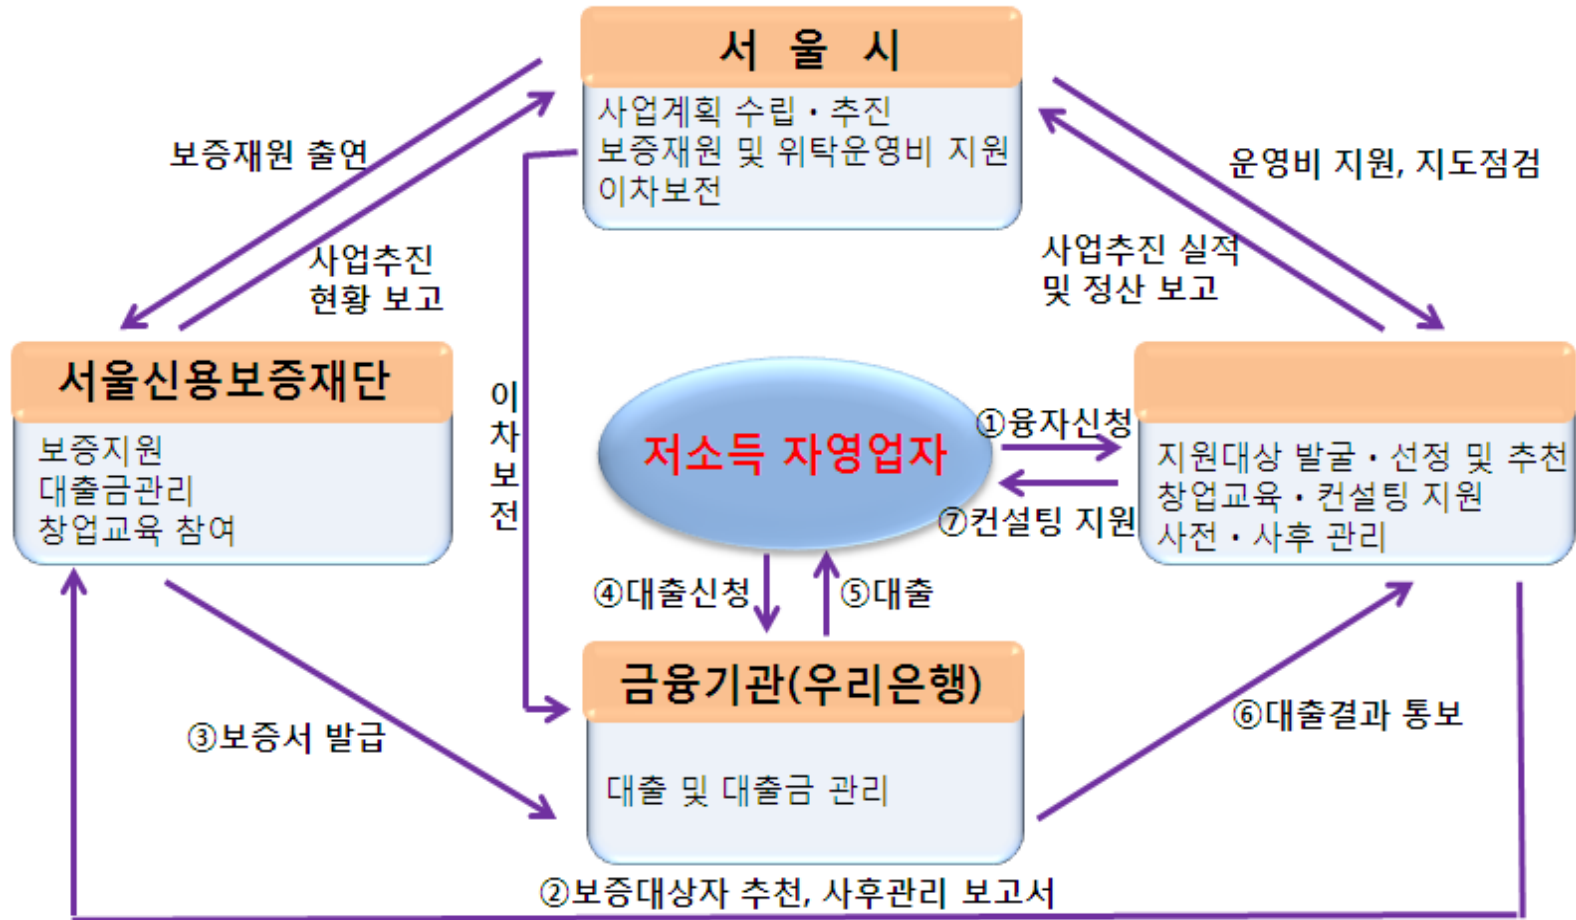 서 울 시
사업계획 수립·추진
보증재원 및 위탁운영비 지원
이차보전
보증재원 출연
사업추진
현황 보고
운영비 지원, 지도점검
사업추진 실적
및 정산 보고
서울신용보증재단
보증지원
대출금관리
창업교육 참여
이차보전
저소득 자영업자
①융자신청
⑦컨설팅 지원
지원대상 발굴·선정 및 추천
창업교육·컨설팅 지원
사전·사후 관리
④대출신청
⑤대출
금융기관(우리은행)
대출 및 대출금 관리
③보증서 발급
⑥대출결과 통보
②보증대상자 추천, 사후관리 보고서